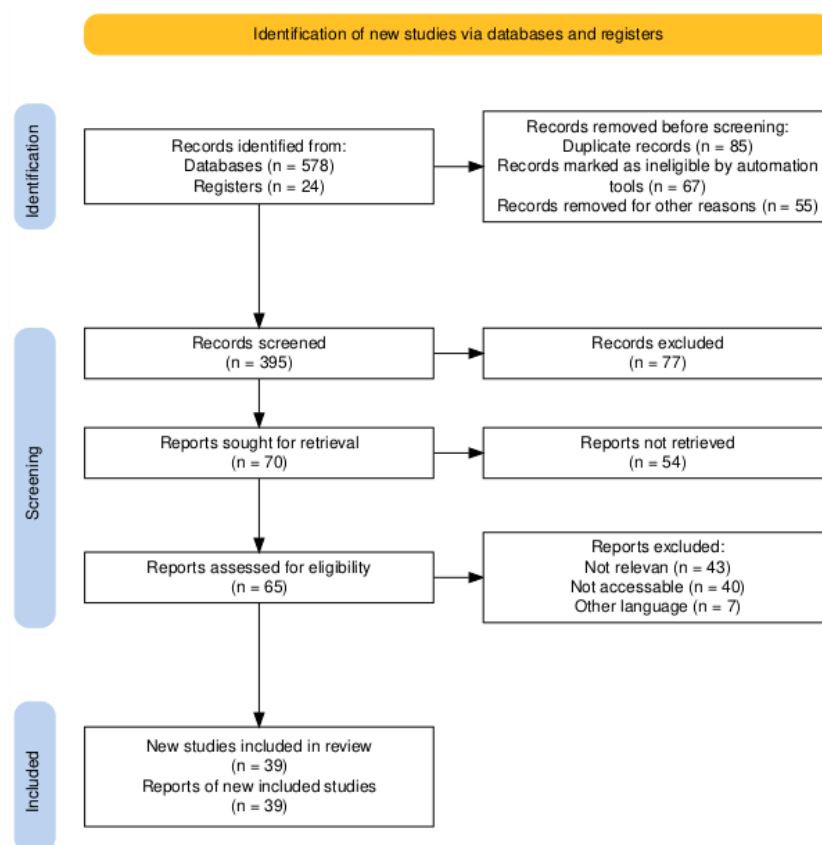 Identification of new studies via databases and registers
Identification
Records identified from:
Databases (n = 578)
Registers (n = 24)
Records removed before screening:
Duplicate records (n = 85)
Records marked as ineligible by automation
tools (n = 67)
Records removed for other reasons (n = 55)
Screening
Records screened
(n = 395)
Records excluded
(n = 77)
Reports sought for retrieval
(n = 70)
Reports not retrieved
(n = 54)
Reports assessed for eligibility
(n = 65)
Reports excluded:
Not relevan (n = 43)
Not accessable (n = 40)
Other language (n = 7)
Included
New studies included in review
(n = 39)
Reports of new included studies
(n = 39)